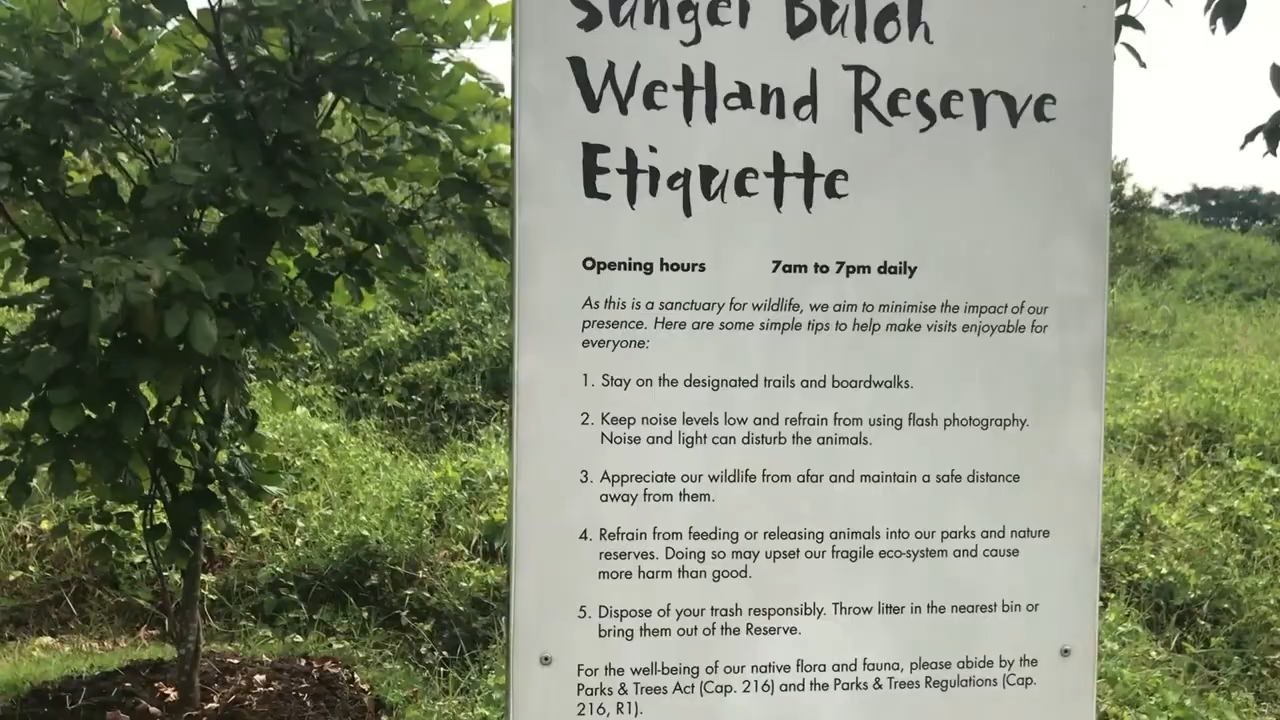 Sungei Buloh
Wetland Reserve
Etiquette
Opening hours 7am to 7pm daily
As this is a sanctuary for wildlife, we aim to minimise the impact of our
presence. Here are some simple tips to help make visits enjoyable for
everyone:
1. Stay on the designated trails and boardwalks.
2. Keep noise levels low and refrain from using flash photography.
Noise and light can disturb the animals.
3. Appreciate our wildlife from afar and maintain a safe distance
away from them.
4. Refrain from feeding or releasing animals into our parks and nature
reserves. Doing so may upset our fragile eco-system and cause
more harm than good.
5. Dispose of your trash responsibly. Throw litter in the nearest bin or
bring them out of the Reserve.
For the well-being of our native flora and fauna, please abide by the
Parks & Trees Act (Cap. 216) and the Parks & Trees Regulations (Cap.
216, R1).